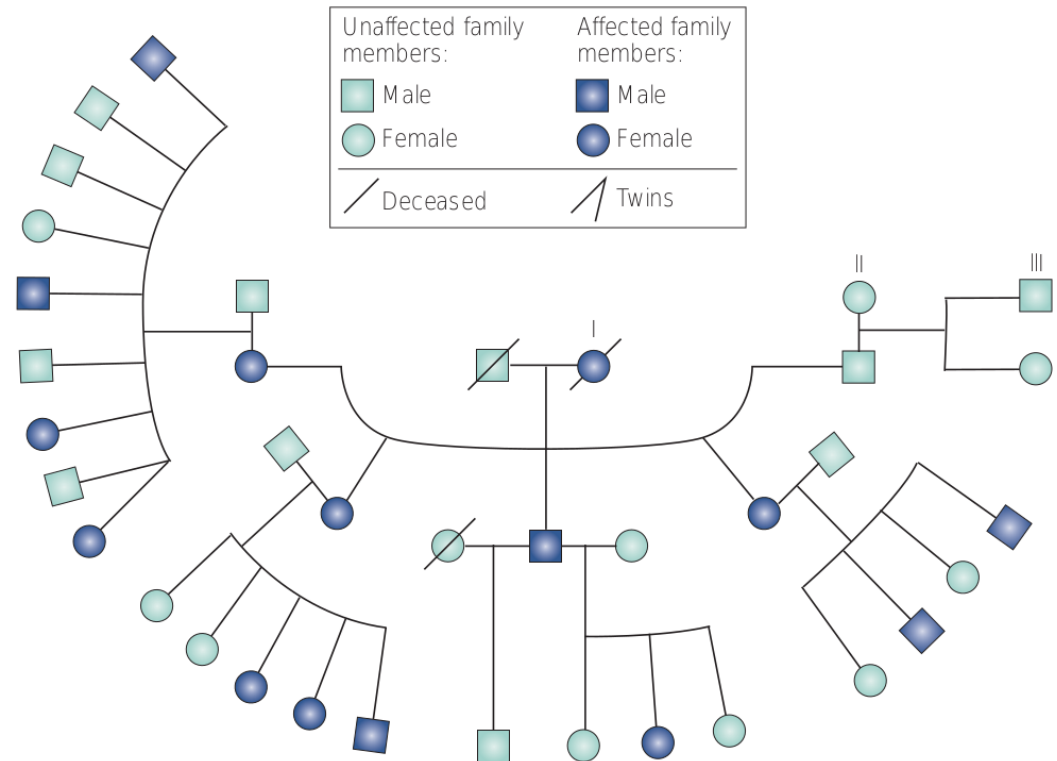 Unaffected family
members:
Affected family
members:
Male
Male
Female
Female
Deceased
Twins
I
II
III